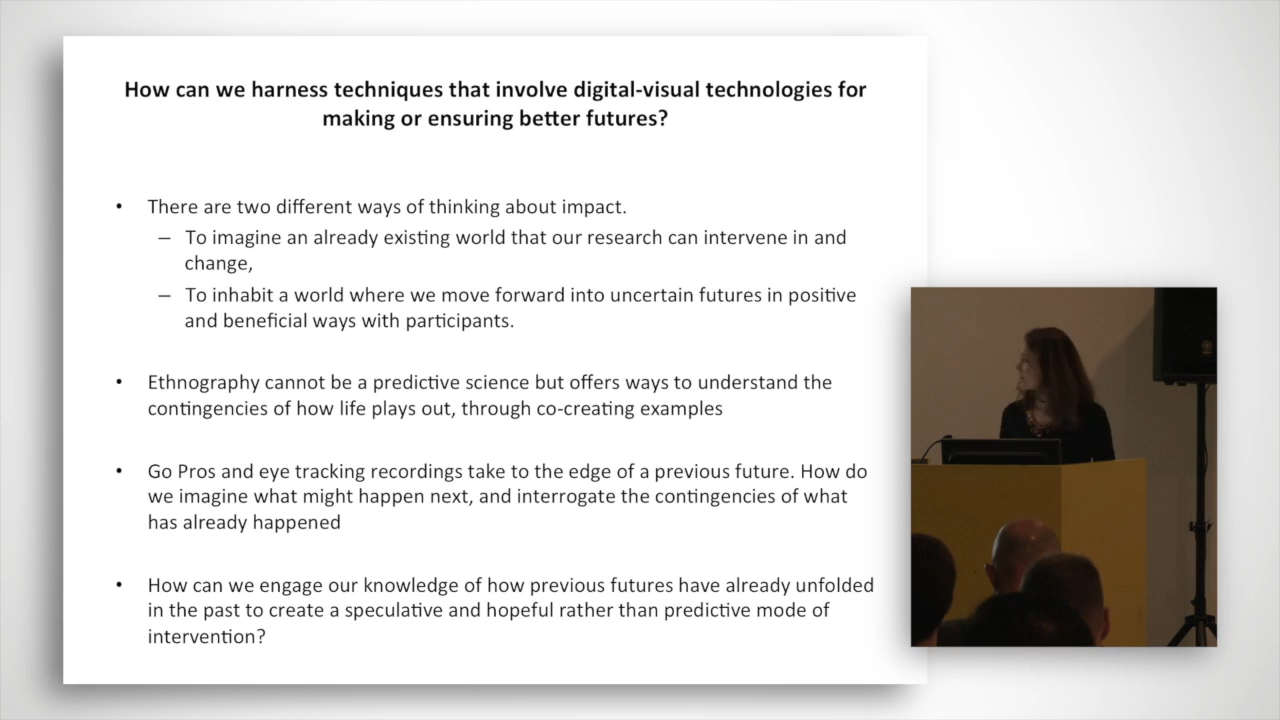 How can we harness techniques that involve digital-visual technologies for
making or ensuring better futures?
• There are two different ways of thinking about impact.
– To imagine an already existing world that our research can intervene in and
change,
– To inhabit a world where we move forward into uncertain futures in positive
and beneficial ways with participants.
• Ethnography cannot be a predictive science but offers ways to understand the
contingencies of how life plays out, through co-creating examples
• Go Pros and eye tracking recordings take to the edge of a previous future. How do
we imagine what might happen next, and interrogate the contingencies of what
has already happened
• How can we engage our knowledge of how previous futures have already unfolded
in the past to create a speculative and hopeful rather than predictive mode of
intervention?